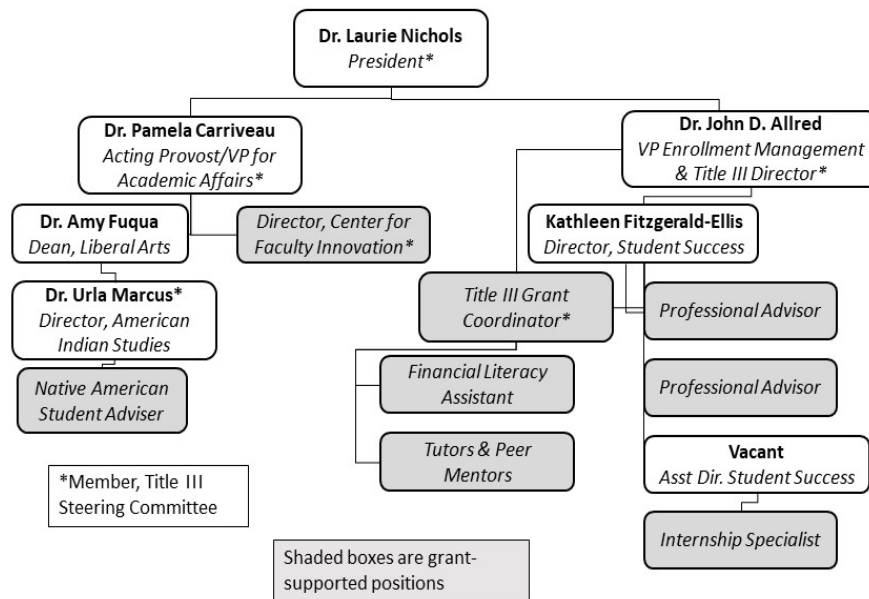 Dr. Laurie Nichols
President*
Dr. Pamela Carriveau
Acting Provost/VP for
Academic Affairs*
Dr. John D. Allred
VP Enrollment Management
& Title III Director*
Dr. Amy Fuqua
Dean, Liberal Arts
Director, Center for
Faculty Innovation*
Kathleen Fitzgerald-Ellis
Director, Student Success
Dr. Urla Marcus*
Director, American
Indian Studies
Title III Grant
Coordinator*
Professional Advisor
Native American
Student Adviser
Financial Literacy
Assistant
Professional Advisor
Tutors & Peer
Mentors
Vacant
Asst Dir. Student Success
*Member, Title III
Steering Committee
Internship Specialist
Shaded boxes are grant-
supported positions